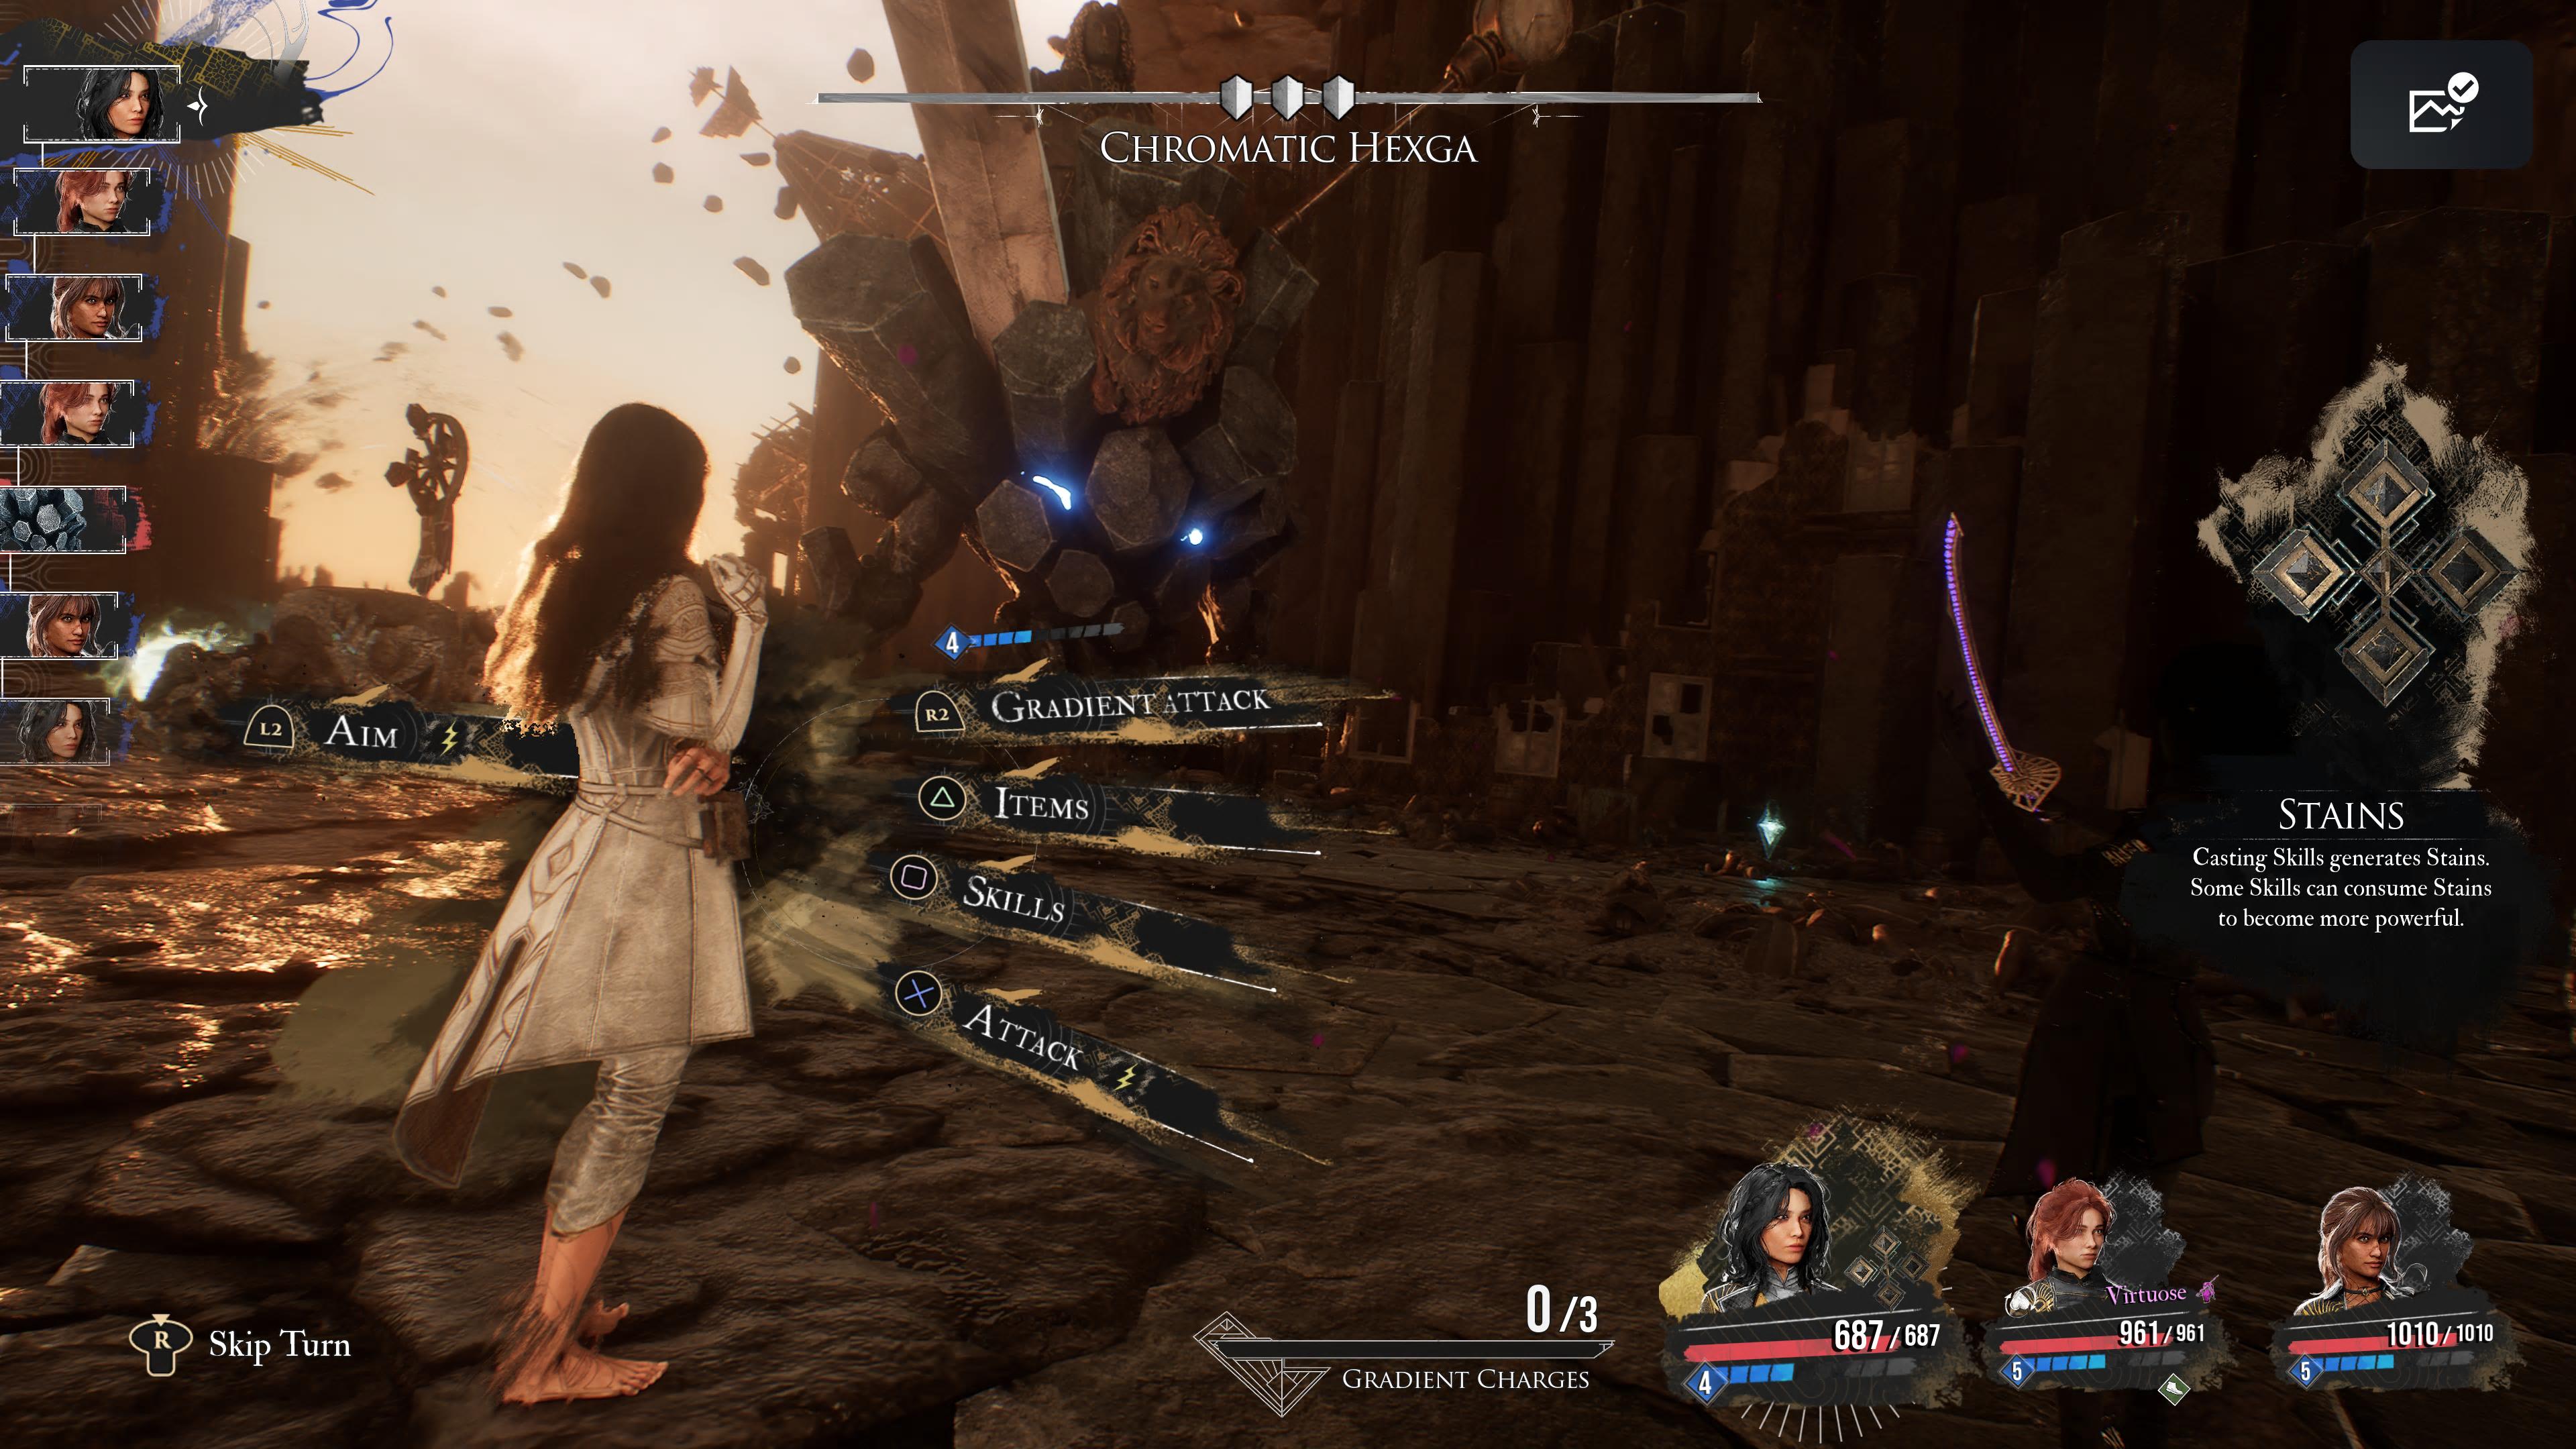 CHROMATIC HEXGA
4
L2 AIM
R2 GRADIENT ATTACK
ITEMS
SKILLS
ATTACK
STAINS
Casting Skills generates Stains.
Some Skills can consume Stains
to become more powerful.
R Skip Turn
0/3
GRADIENT CHARGES
687/687
4
Virtuose
961/961
5
1010/1010
5